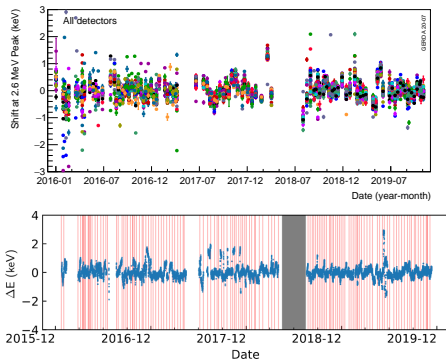 3
2
1
0
−1
−2
−3
Shift at 2.6 MeV Peak (keV)
All detectors
GERDA 20-07
2016-01 2016-07 2016-12 2017-07 2017-12 2018-07 2018-12 2019-07
Date (year-month)
4
2
0
−2
−4
ΔE (keV)
2015-12 2016-12 2017-12 2018-12 2019-12
Date